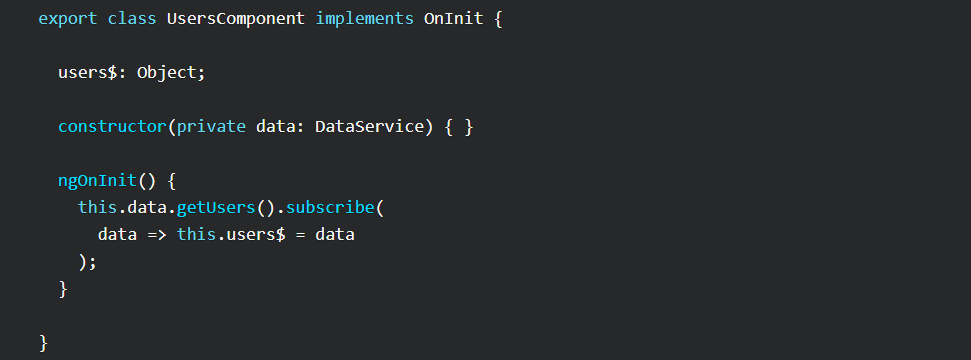 export class UsersComponent implements OnInit {
users$: Object;
constructor(private data: DataService) { }
ngOnInit() {
this.data.getUsers().subscribe(
data => this.users$ = data
);
}
}